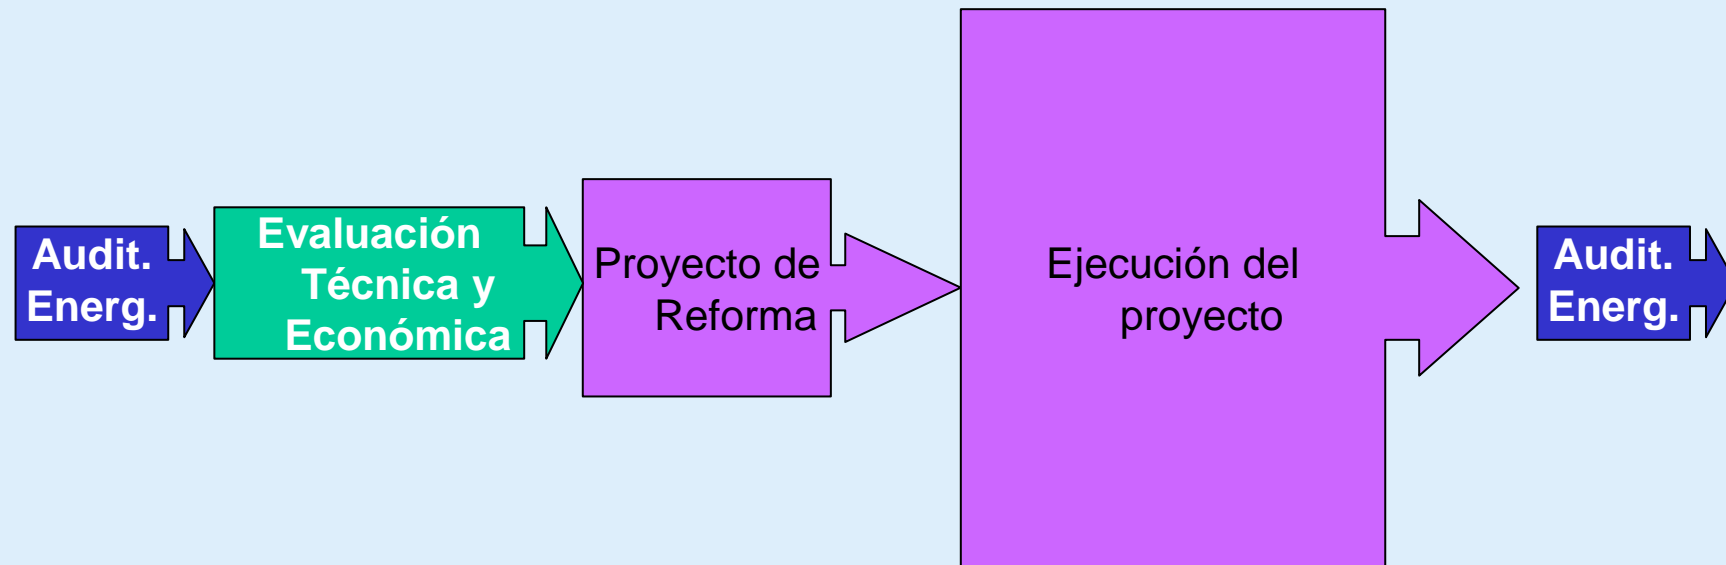 Audit.
Energ.
Evaluación
Técnica y
Económica
Proyecto de
Reforma
Ejecución del
proyecto
Audit.
Energ.